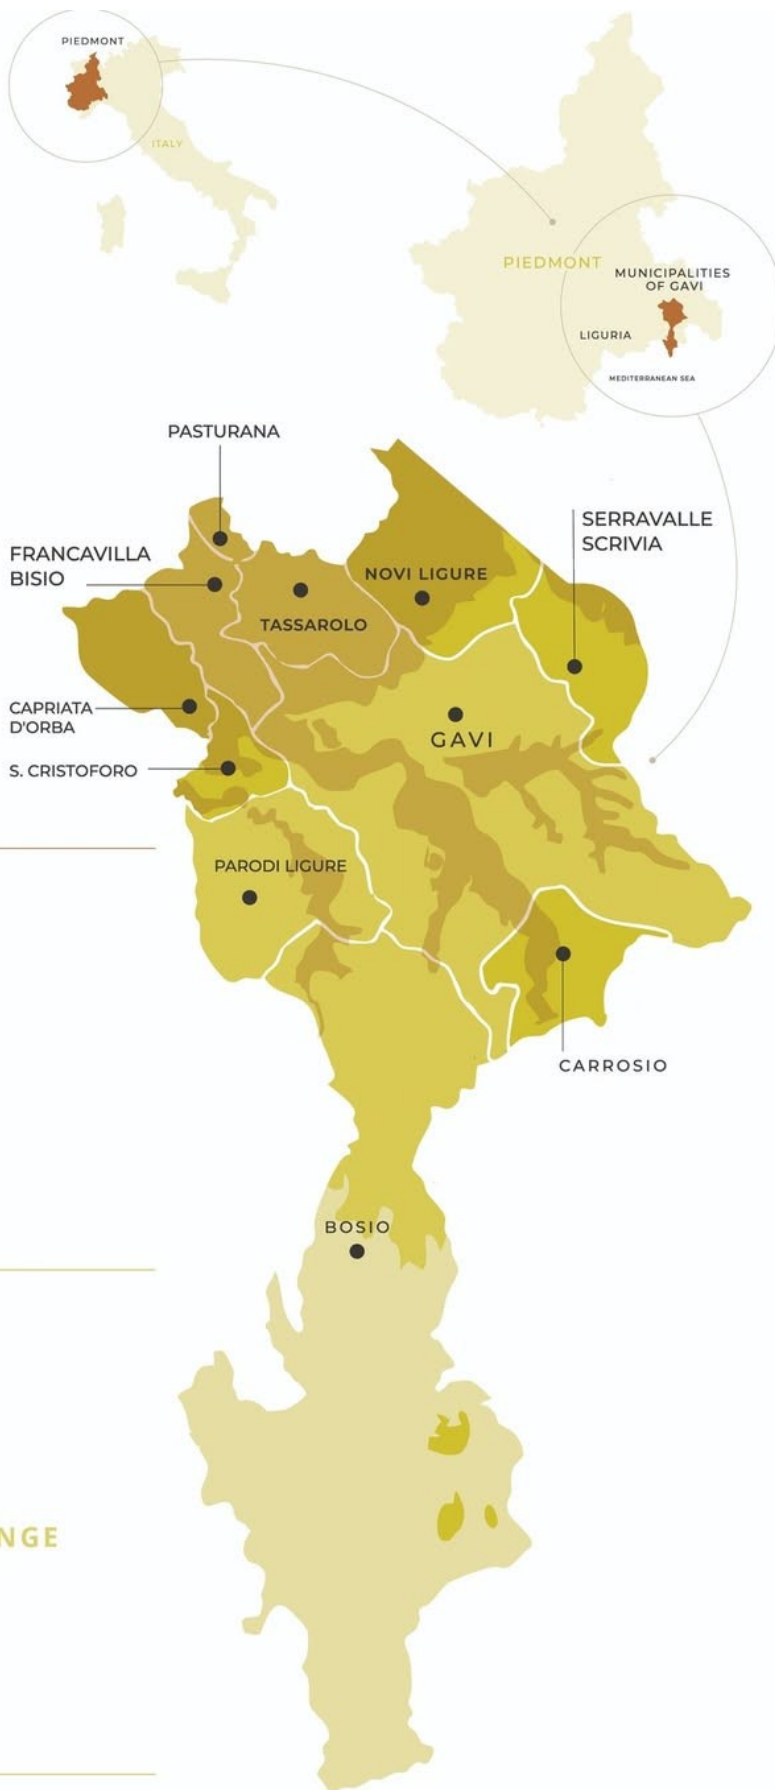 PIEDMONT
ITALY
PIEDMONT
MUNICIPALITIES
OF GAVI
LIGURIA
MEDITERRANEAN SEA
PASTURANA
FRANCAVILLA
BISIO
SERRAVALLE
SCRIVIA
NOVI LIGURE
TASSAROLO
CAPRIATA
D'ORBA
GAVI
S. CRISTOFORO
PARODI LIGURE
CARROSIO
BOSIO
NGE